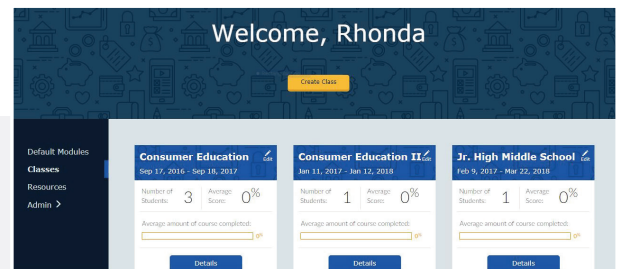 Welcome, Rhonda
Create Class
Default Modules
Classes
Resources
Admin >
Consumer Education
Edit
Sep 17, 2016 - Sep 18, 2017
Number of Students: 3
Average Score: 0%
Average amount of course completed:
0%
Details
Consumer Education II
Edit
Jan 11, 2017 - Jan 12, 2018
Number of Students: 1
Average Score: 0%
Average amount of course completed:
0%
Details
Jr. High Middle School
Edit
Feb 9, 2017 - Mar 22, 2018
Number of Students: 1
Average Score: 0%
Average amount of course completed:
0%
Details